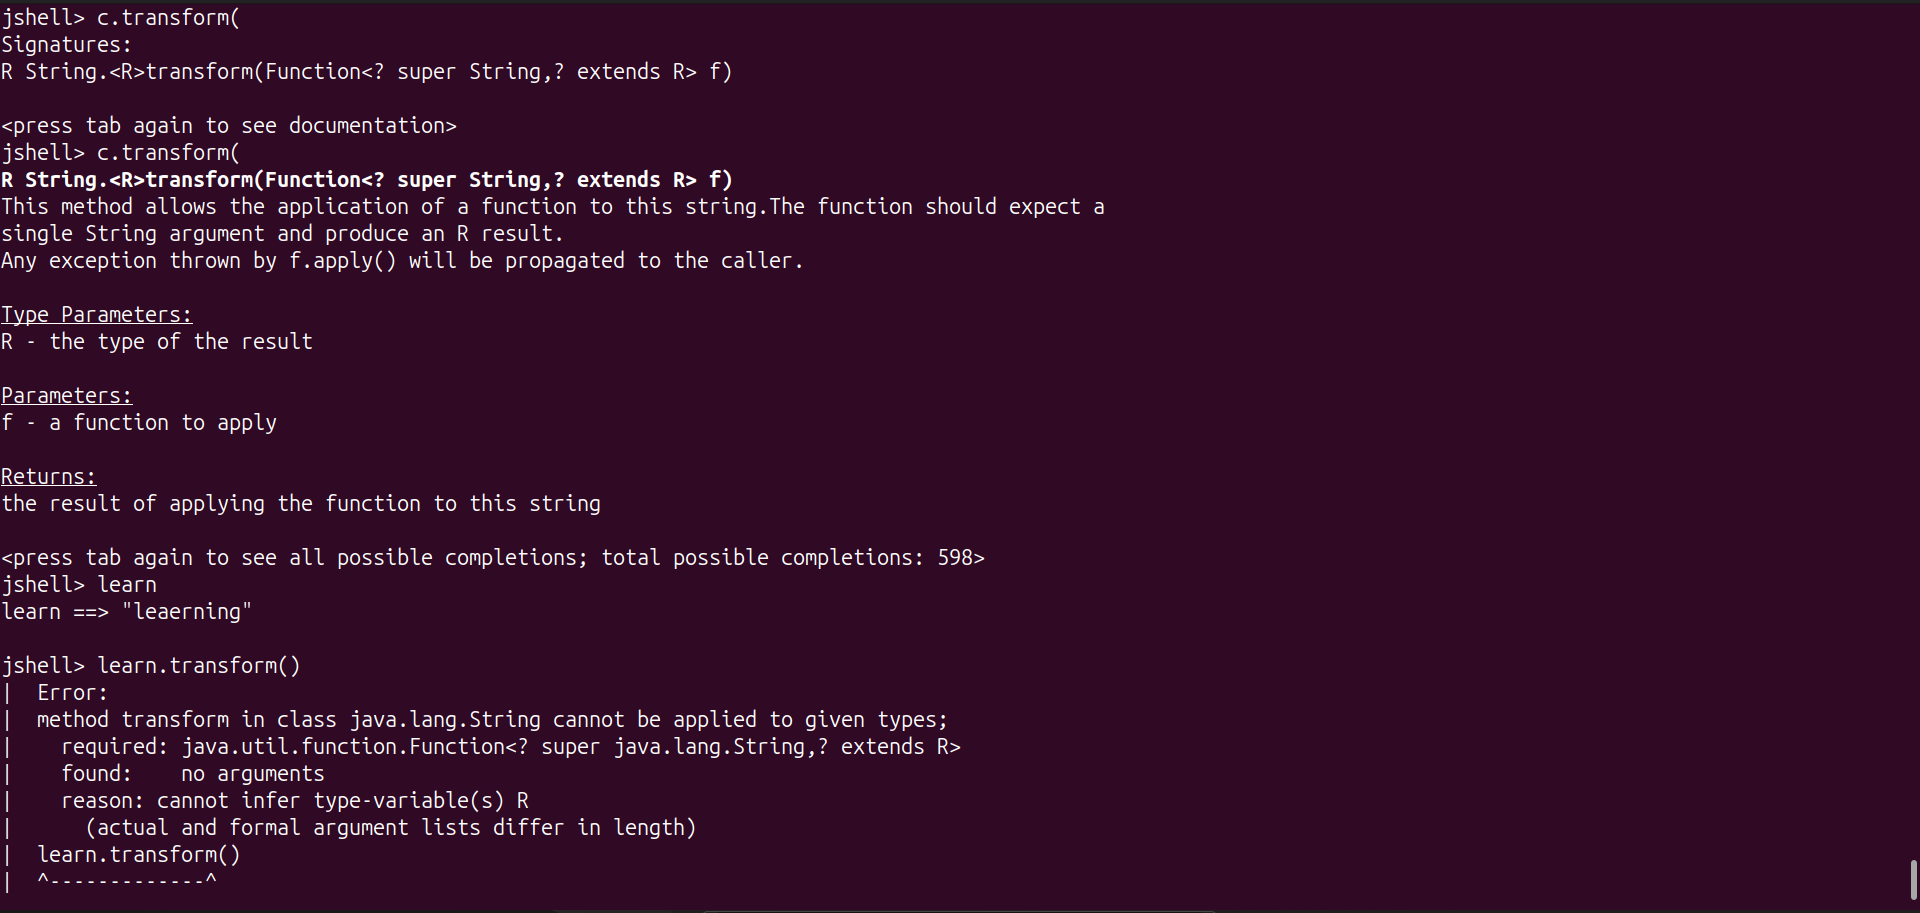 jshell> c.transform(
Signatures:
R String.<R>transform(Function<? super String,? extends R> f)
<press tab again to see documentation>
jshell> c.transform(
R String.<R>transform(Function<? super String,? extends R> f)
This method allows the application of a function to this string.The function should expect a
single String argument and produce an R result.
Any exception thrown by f.apply() will be propagated to the caller.
Type Parameters:
R - the type of the result
Parameters:
f - a function to apply
Returns:
the result of applying the function to this string
<press tab again to see all possible completions; total possible completions: 598>
jshell> learn
learn ==> "leaerning"
jshell> learn.transform()
|  Error:
|  method transform in class java.lang.String cannot be applied to given types;
|    required: java.util.function.Function<? super java.lang.String,? extends R>
|    found:    no arguments
|    reason: cannot infer type-variable(s) R
|      (actual and formal argument lists differ in length)
|  learn.transform()
|  ^-------------^